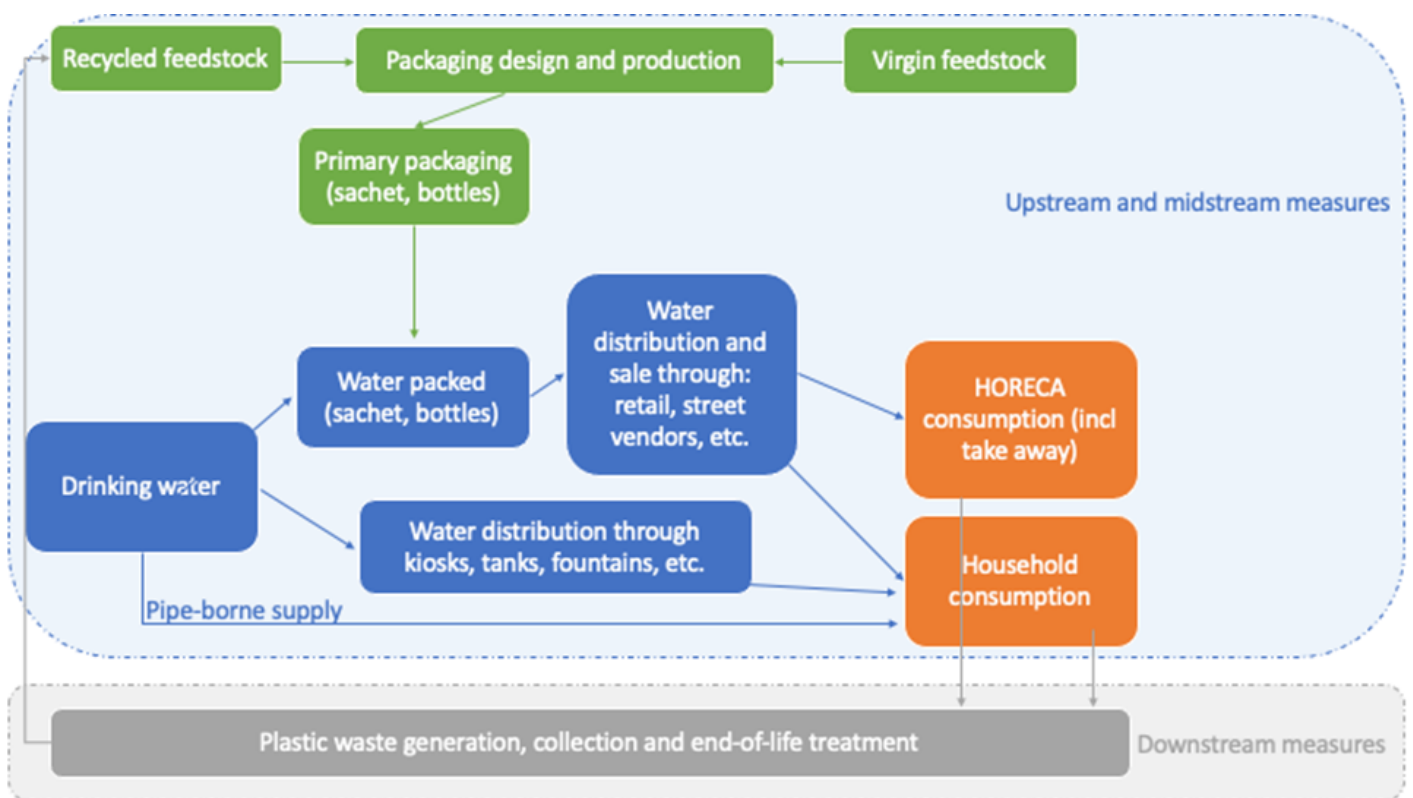 Recycled feedstock
Packaging design and production
Virgin feedstock
Primary packaging
(sachet, bottles)
Upstream and midstream measures
Water
distribution and
sale through:
retail, street
vendors, etc.
Water packed
(sachet, bottles)
HORECA
consumption (incl
take away)
Drinking water
Water distribution through
kiosks, tanks, fountains, etc.
Household
consumption
Pipe-borne supply
Plastic waste generation, collection and end-of-life treatment
Downstream measures